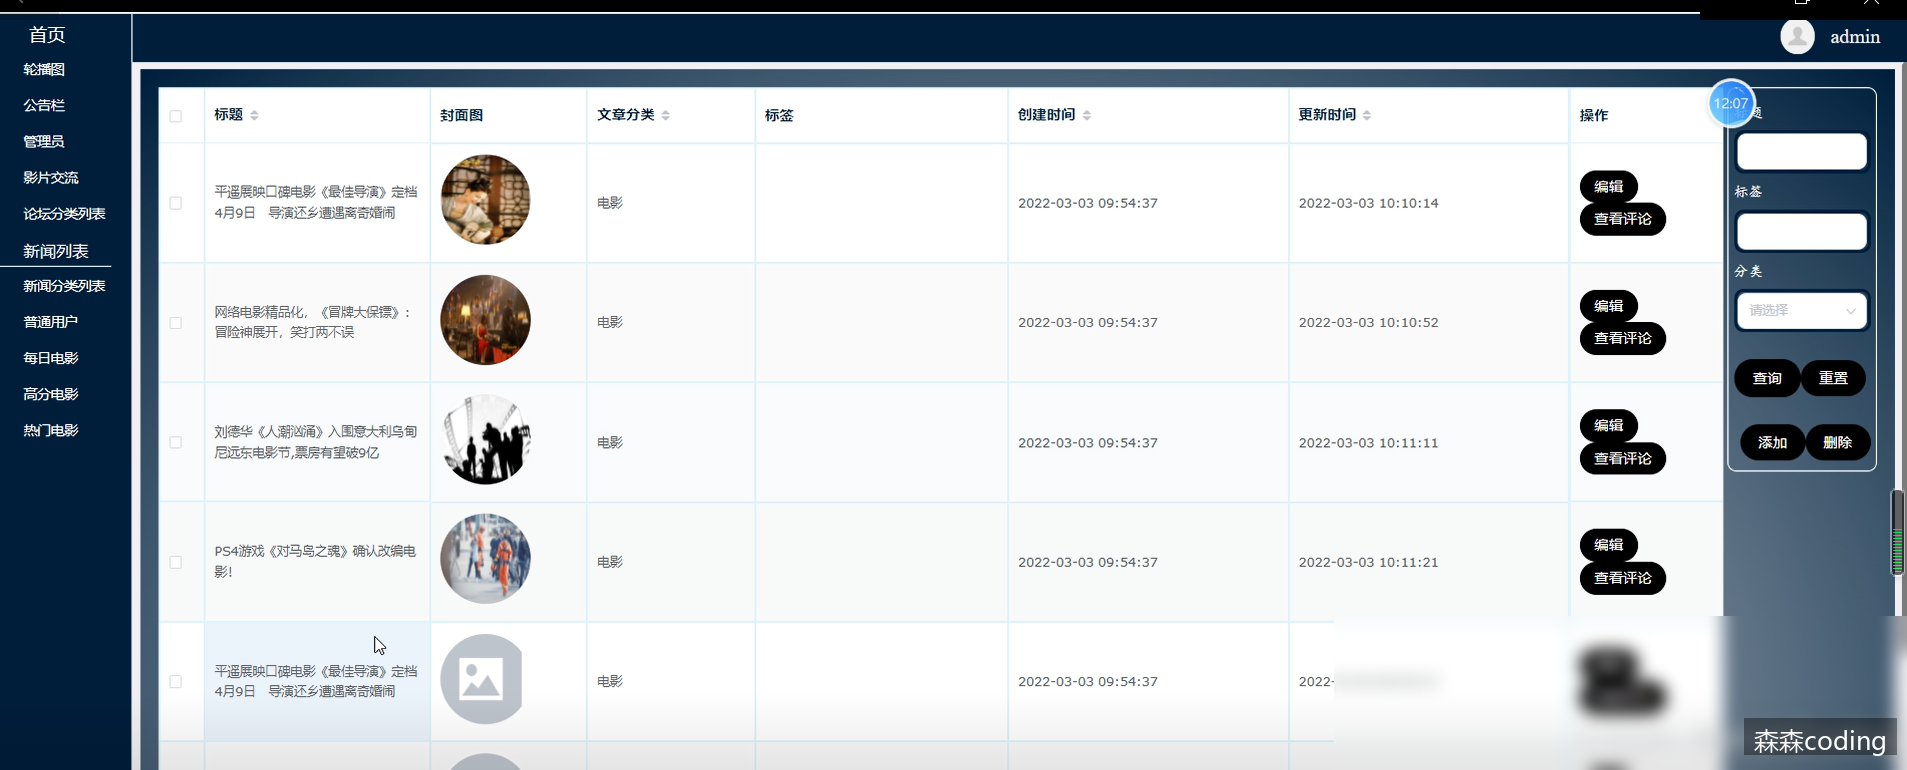 首页
admin
轮播图
公告栏
管理员
影片交流
论坛分类列表
新闻列表
新闻分类列表
普通用户
每日电影
高分电影
热门电影
标题 封面图 文章分类 标签 创建时间 更新时间 操作
平遥展映口碑电影《最佳导演》定档
4月9日 导演还乡遭遇离奇婚闹
电影 2022-03-03 09:54:37 2022-03-03 10:10:14
编辑
查看评论
网络电影精品化，《冒牌大保镖》:
冒险神展开，笑打两不误
电影 2022-03-03 09:54:37 2022-03-03 10:10:52
编辑
查看评论
刘德华《人潮汹涌》入围意大利乌甸
尼远东电影节,票房有望破9亿
电影 2022-03-03 09:54:37 2022-03-03 10:11:11
编辑
查看评论
PS4游戏《对马岛之魂》确认改编电
影!
电影 2022-03-03 09:54:37 2022-03-03 10:11:21
编辑
查看评论
平遥展映口碑电影《最佳导演》定档
4月9日 导演还乡遭遇离奇婚闹
电影 2022-03-03 09:54:37 2022-
12:07
题
标签
分类
请选择
查询 重置
添加 删除
森森coding